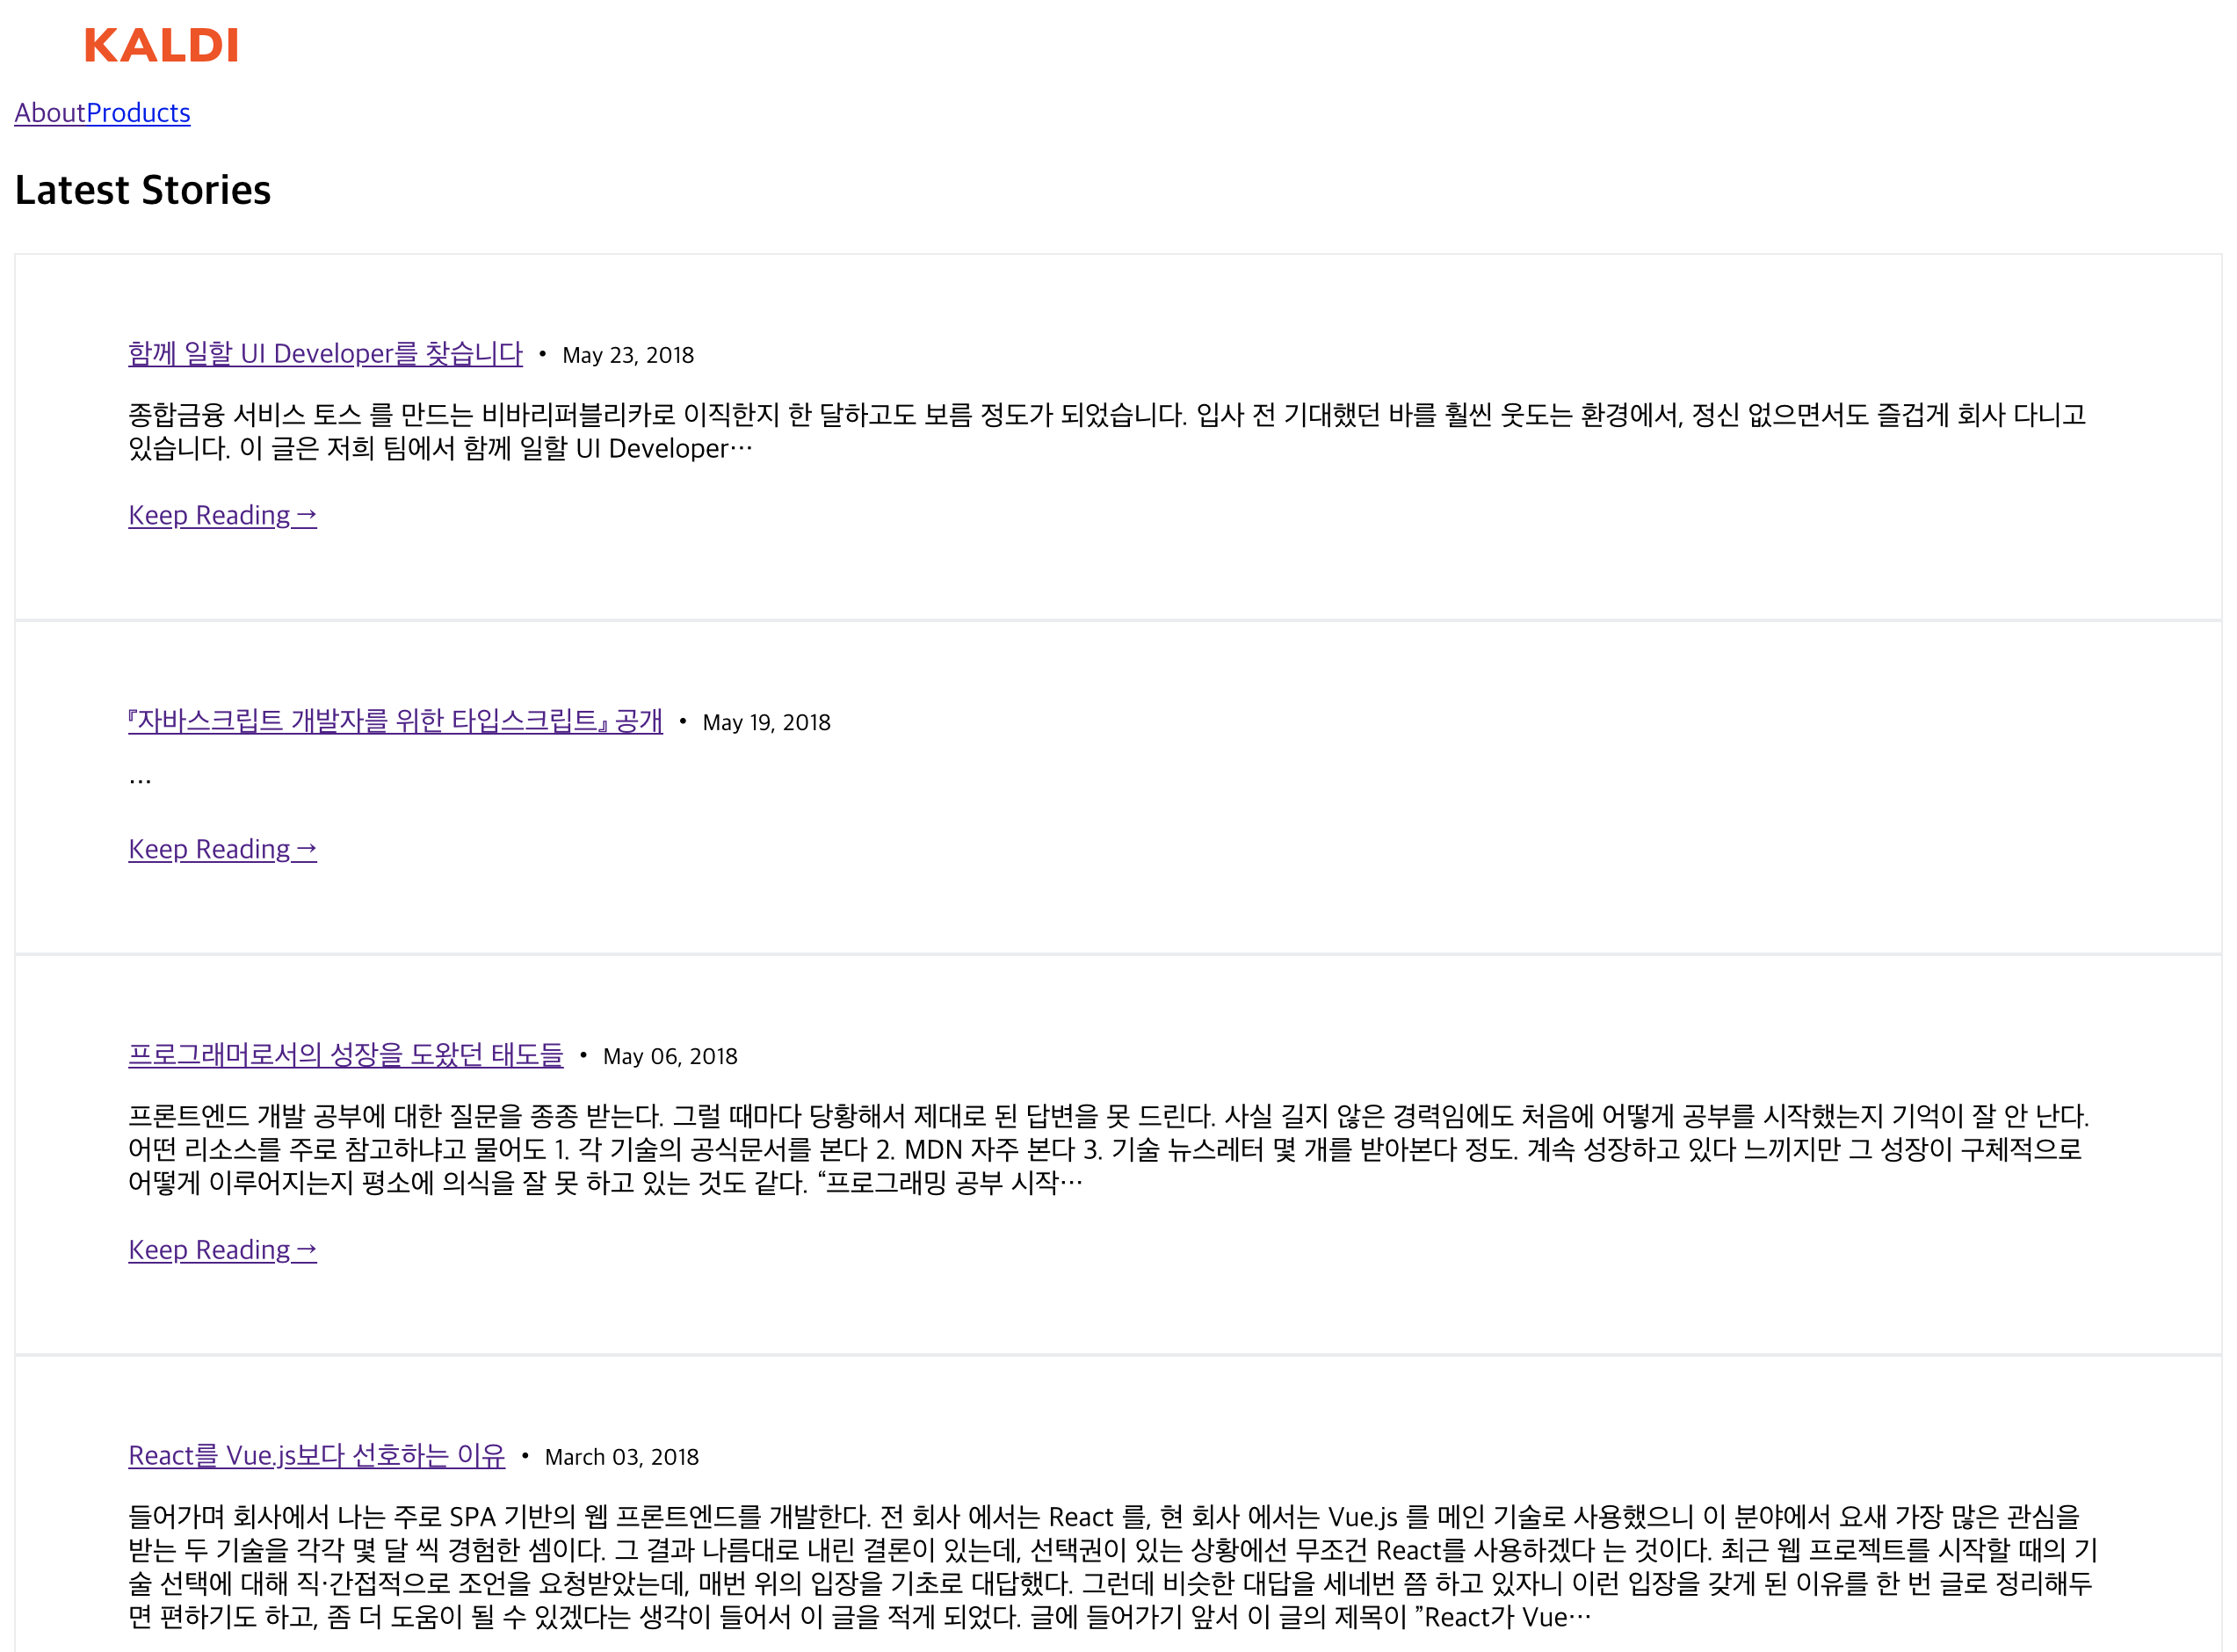 KALDI
AboutProducts
Latest Stories
함께 일할 UI Developer를 찾습니다 • May 23, 2018
종합금융 서비스 토스 를 만드는 비바리퍼블리카로 이직한지 한 달하고도 보름 정도가 되었습니다. 입사 전 기대했던 바를 훨씬 웃도는 환경에서, 정신 없으면서도 즐겁게 회사 다니고
있습니다. 이 글은 저희 팀에서 함께 일할 UI Developer…
Keep Reading →
『자바스크립트 개발자를 위한 타입스크립트』 공개 • May 19, 2018
…
Keep Reading →
프로그래머로서의 성장을 도왔던 태도들 • May 06, 2018
프론트엔드 개발 공부에 대한 질문을 종종 받는다. 그럴 때마다 당황해서 제대로 된 답변을 못 드린다. 사실 길지 않은 경력임에도 처음에 어떻게 공부를 시작했는지 기억이 잘 안 난다.
어떤 리소스를 주로 참고하냐고 물어도 1. 각 기술의 공식문서를 본다 2. MDN 자주 본다 3. 기술 뉴스레터 몇 개를 받아본다 정도. 계속 성장하고 있다 느끼지만 그 성장이 구체적으로
어떻게 이루어지는지 평소에 의식을 잘 못 하고 있는 것도 같다. “프로그래밍 공부 시작…
Keep Reading →
React를 Vue.js보다 선호하는 이유 • March 03, 2018
들어가며 회사에서 나는 주로 SPA 기반의 웹 프론트엔드를 개발한다. 전 회사 에서는 React 를, 현 회사 에서는 Vue.js 를 메인 기술로 사용했으니 이 분야에서 요새 가장 많은 관심을
받는 두 기술을 각각 몇 달 씩 경험한 셈이다. 그 결과 나름대로 내린 결론이 있는데, 선택권이 있는 상황에선 무조건 React를 사용하겠다 는 것이다. 최근 웹 프로젝트를 시작할 때의 기
술 선택에 대해 직·간접적으로 조언을 요청받았는데, 매번 위의 입장을 기초로 대답했다. 그런데 비슷한 대답을 세네번 쯤 하고 있자니 이런 입장을 갖게 된 이유를 한 번 글로 정리해두
면 편하기도 하고, 좀 더 도움이 될 수 있겠다는 생각이 들어서 이 글을 적게 되었다. 글에 들어가기 앞서 이 글의 제목이 ”React가 Vue…